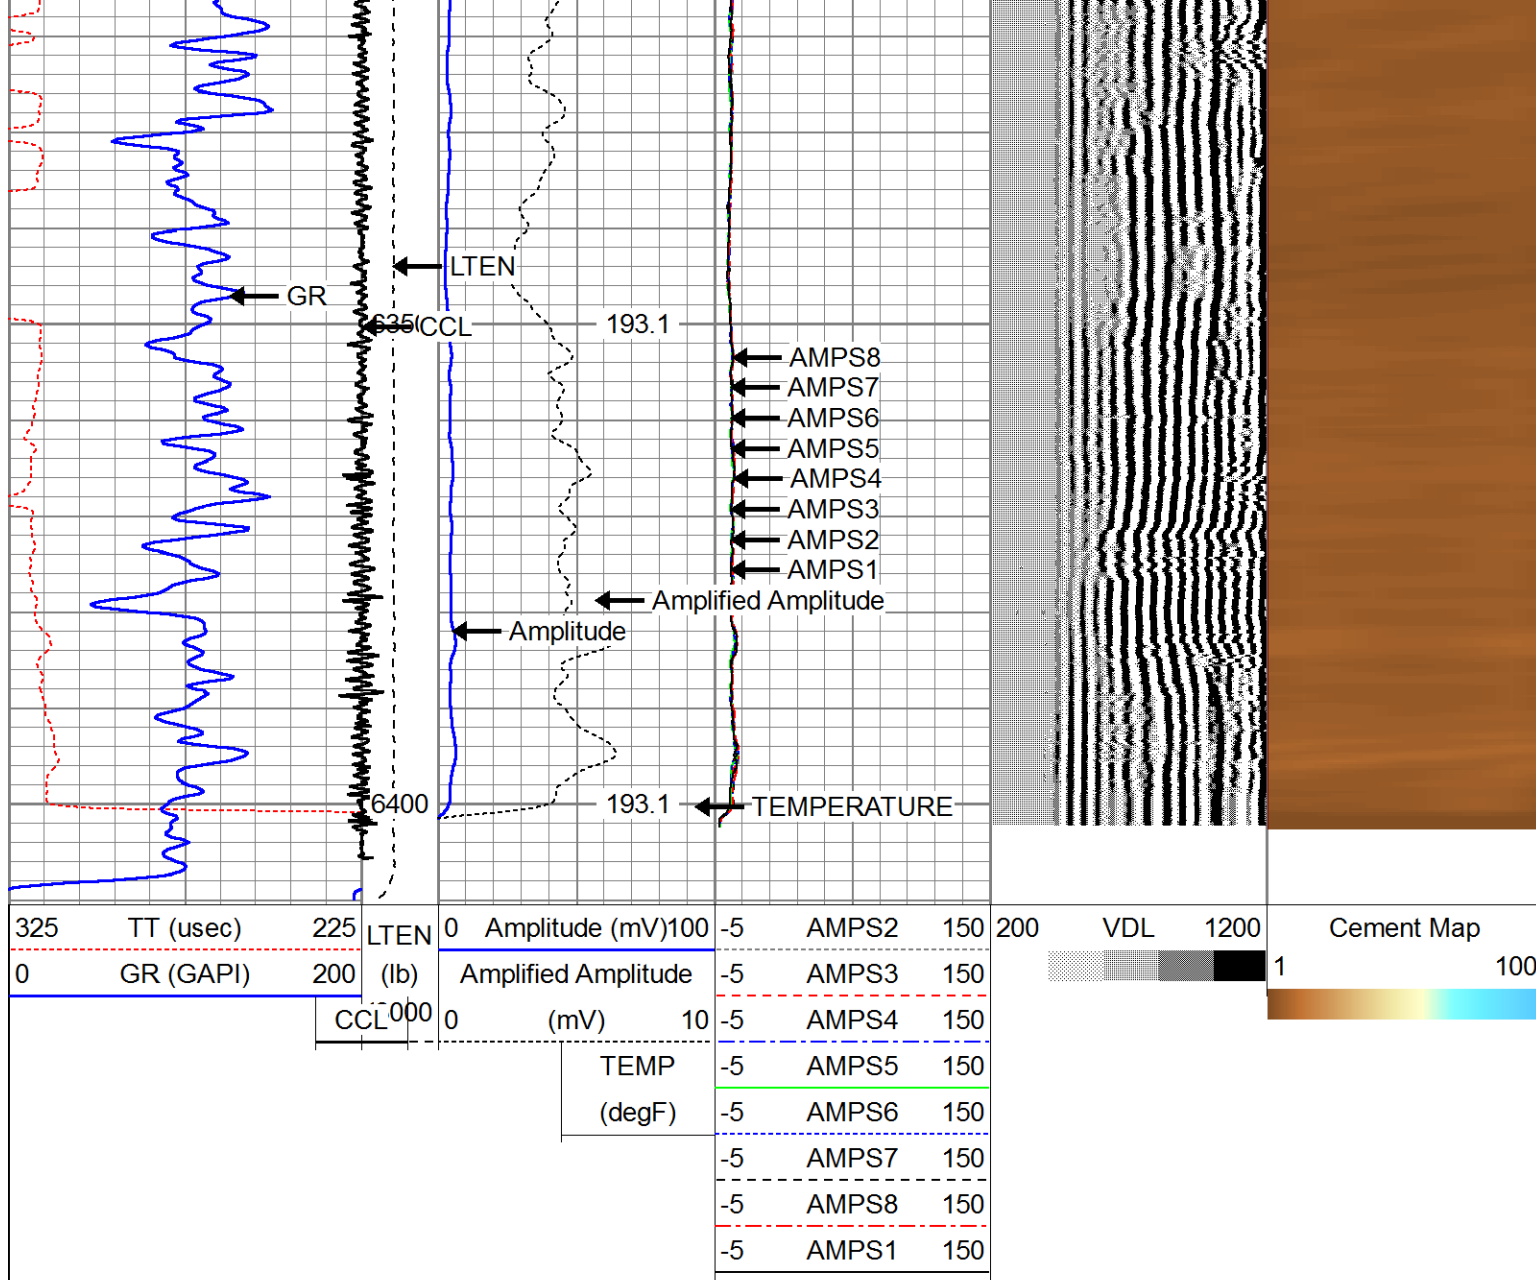 LTEN
GR
CCL
193.1
AMPS8
AMPS7
AMPS6
AMPS5
AMPS4
AMPS3
AMPS2
AMPS1
Amplified Amplitude
Amplitude
6400
193.1
TEMPERATURE
325 TT (usec) 225
0 GR (GAPI) 200
CCL
LTEN
(lb)
000
0 Amplitude (mV) 100
Amplified Amplitude
0 (mV) 10
TEMP
(degF)
-5 AMPS2 150
-5 AMPS3 150
-5 AMPS4 150
-5 AMPS5 150
-5 AMPS6 150
-5 AMPS7 150
-5 AMPS8 150
-5 AMPS1 150
200 VDL 1200
Cement Map
1 100